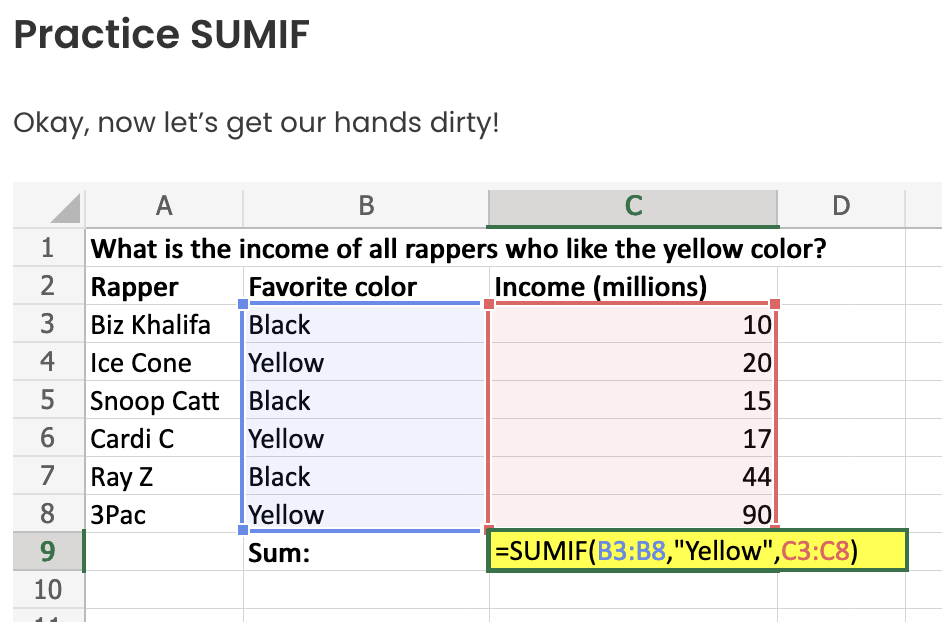 Practice SUMIF
Okay, now let’s get our hands dirty!
A B C D
1 What is the income of all rappers who like the yellow color?
2 Rapper Favorite color Income (millions)
3 Biz Khalifa Black 10
4 Ice Cone Yellow 20
5 Snoop Catt Black 15
6 Cardi C Yellow 17
7 Ray Z Black 44
8 3Pac Yellow 90
9 Sum: =SUMIF(B3:B8,"Yellow",C3:C8)
10